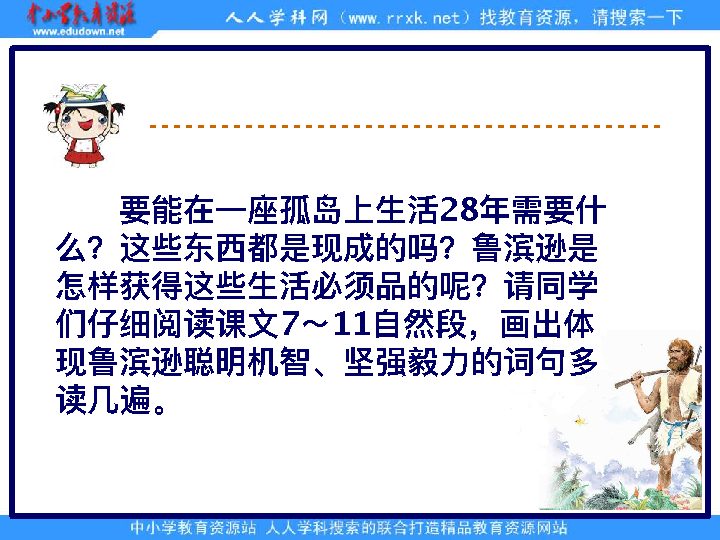 中小学教育资源
www.edudown.net
人人学科网（www.rrxk.net）找教育资源，请搜索一下
要能在一座孤岛上生活28年需要什
么？这些东西都是现成的吗？鲁滨逊是
怎样获得这些生活必须品的呢？请同学
们仔细阅读课文7～11自然段，画出体
现鲁滨逊聪明机智、坚强毅力的词句多
读几遍。
中小学教育资源站 人人学科搜索的联合打造精品教育资源网站